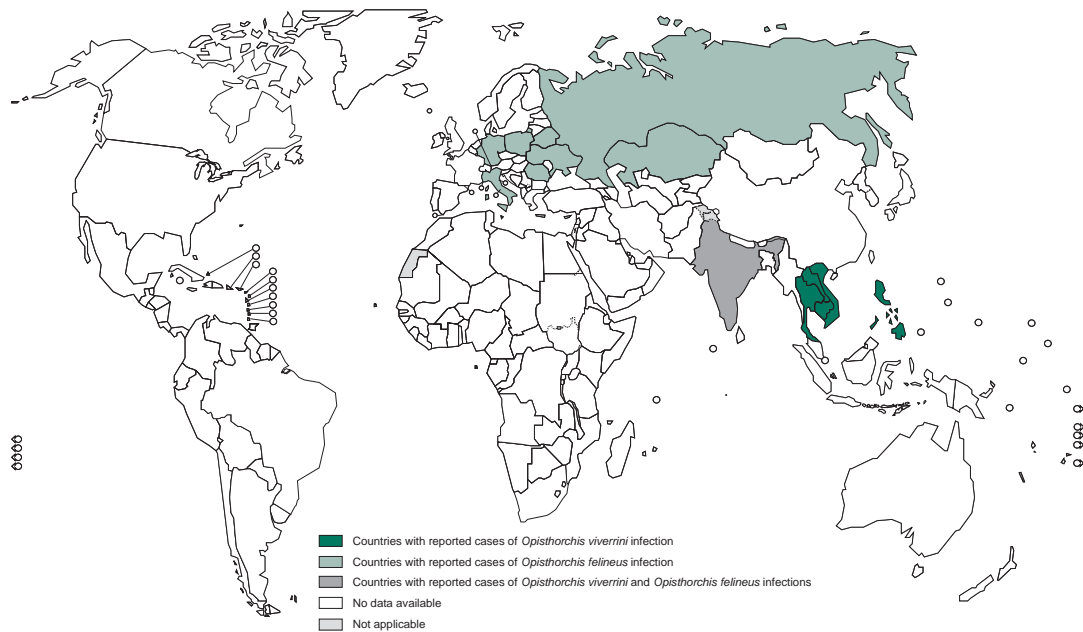 Countries with reported cases of Opisthorchis viverrini infection
Countries with reported cases of Opisthorchis felineus infection
Countries with reported cases of Opisthorchis viverrini and Opisthorchis felineus infections
No data available
Not applicable